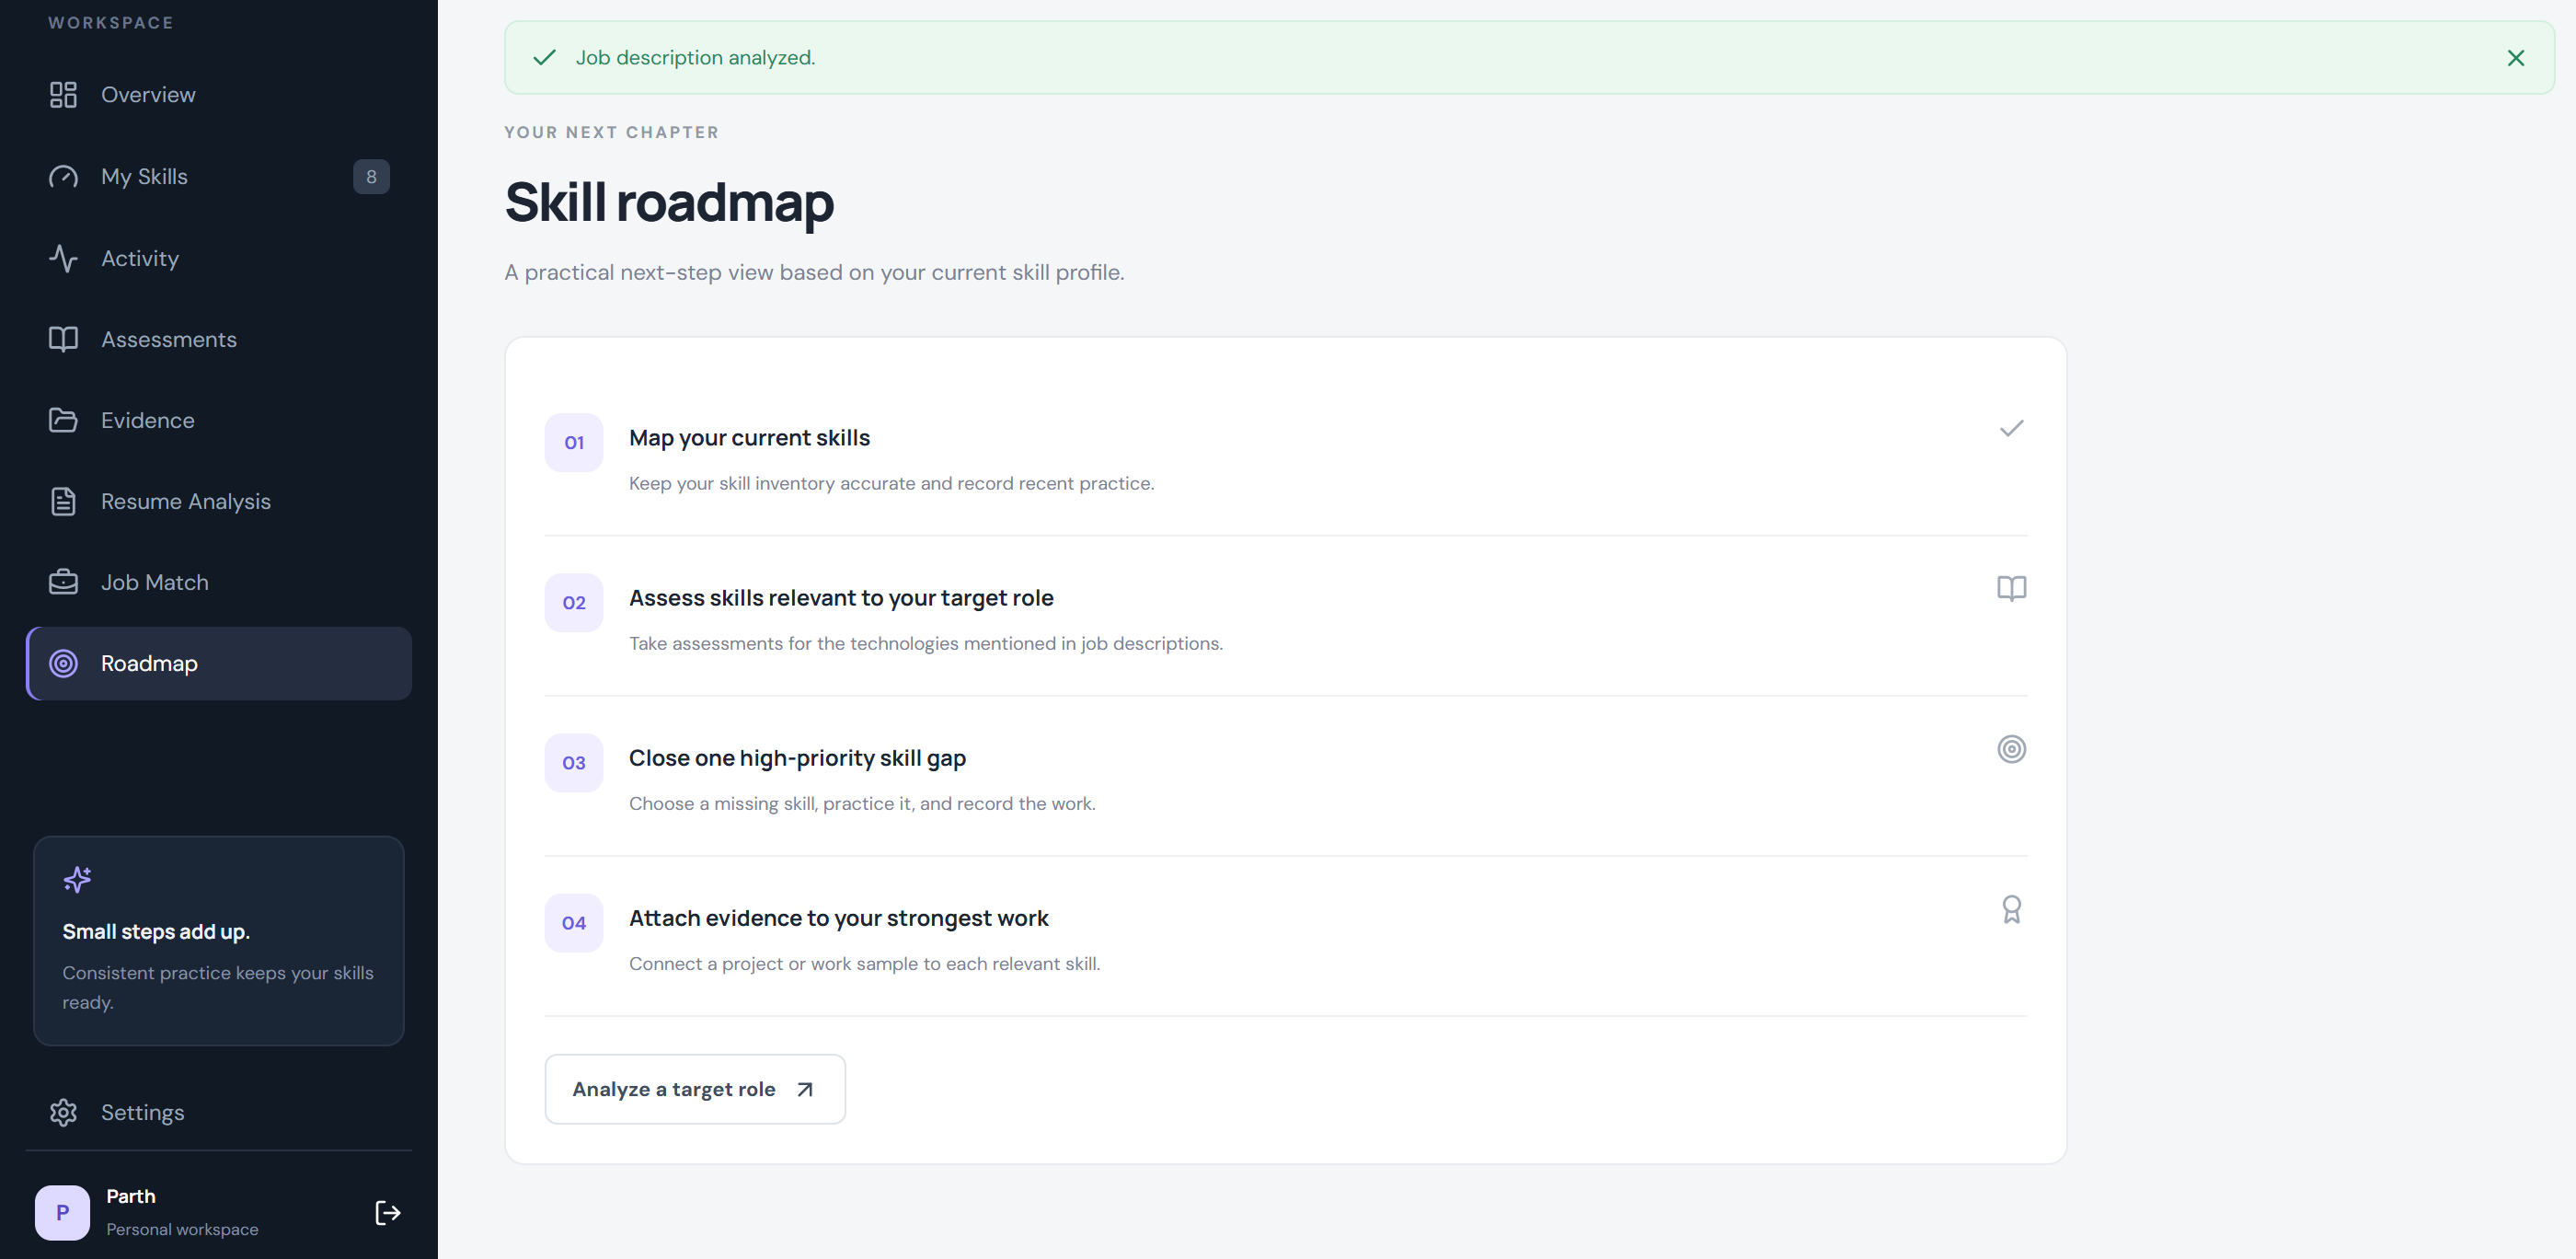 WORKSPACE
Overview
My Skills
8
Activity
Assessments
Evidence
Resume Analysis
Job Match
Roadmap
Small steps add up.
Consistent practice keeps your skills
ready.
Settings
P
Parth
Personal workspace
Job description analyzed.
YOUR NEXT CHAPTER
Skill roadmap
A practical next-step view based on your current skill profile.
01
Map your current skills
Keep your skill inventory accurate and record recent practice.
02
Assess skills relevant to your target role
Take assessments for the technologies mentioned in job descriptions.
03
Close one high-priority skill gap
Choose a missing skill, practice it, and record the work.
04
Attach evidence to your strongest work
Connect a project or work sample to each relevant skill.
Analyze a target role